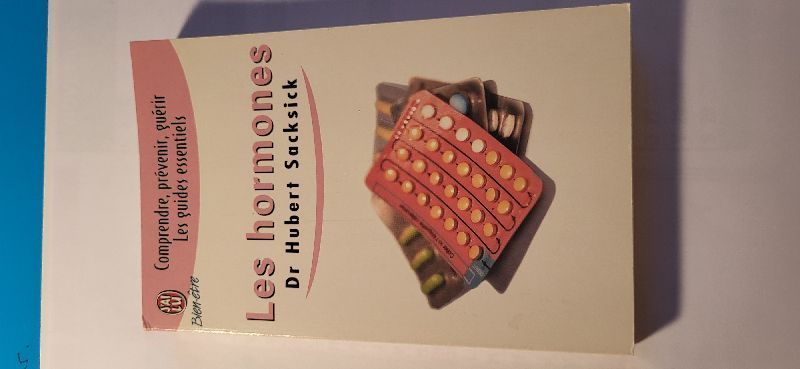 Comprendre, prévenir, guérir
Les guides essentiels
J'AI
LU
Bien-être
Les hormones
Dr Hubert Sacksick